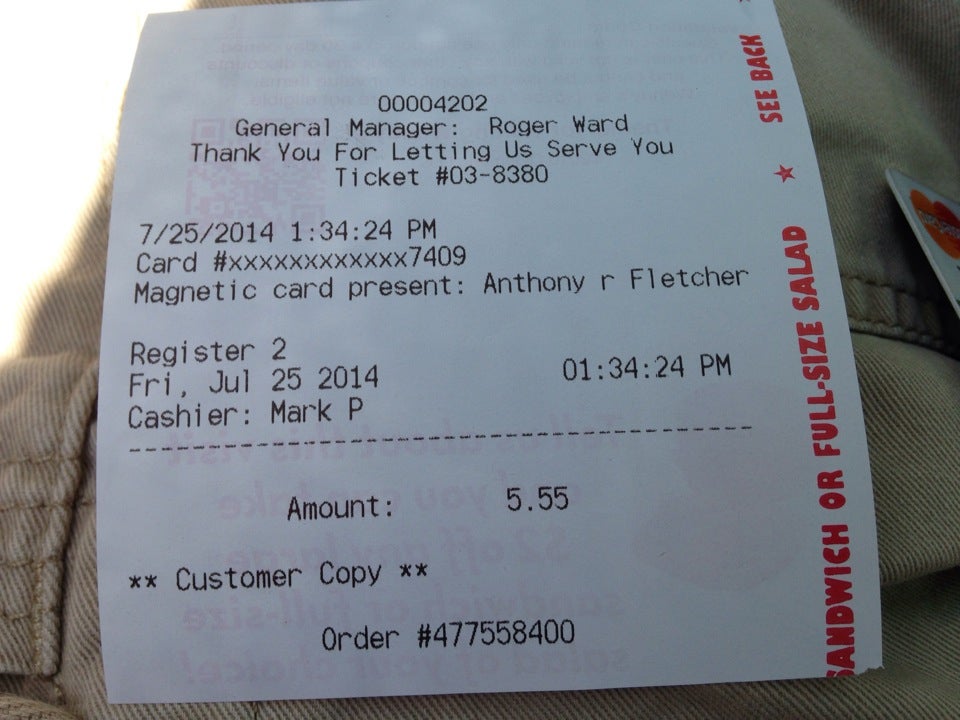 00004202
General Manager: Roger Ward
Thank You For Letting Us Serve You
Ticket #03-8380
7/25/2014 1:34:24 PM
Card #xxxxxxxxxxxx7409
Magnetic card present: Anthony r Fletcher
Register 2
Fri, Jul 25 2014 01:34:24 PM
Cashier: Mark P
Amount: 5.55
** Customer Copy **
Order #477558400
SANDWICH OR FULL-SIZE SALAD ★ SEE BACK